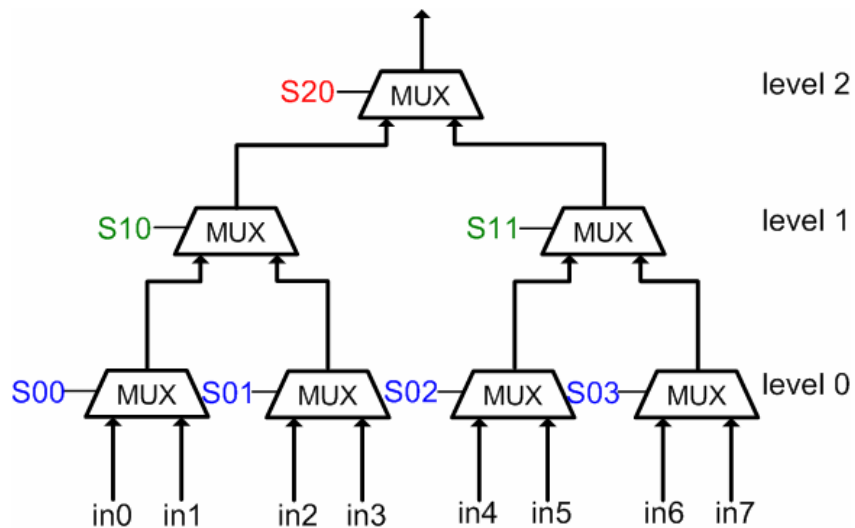 level 2
S20 MUX
S10 MUX S11 MUX level 1
S00 MUX S01 MUX S02 MUX S03 MUX level 0
in0 in1 in2 in3 in4 in5 in6 in7